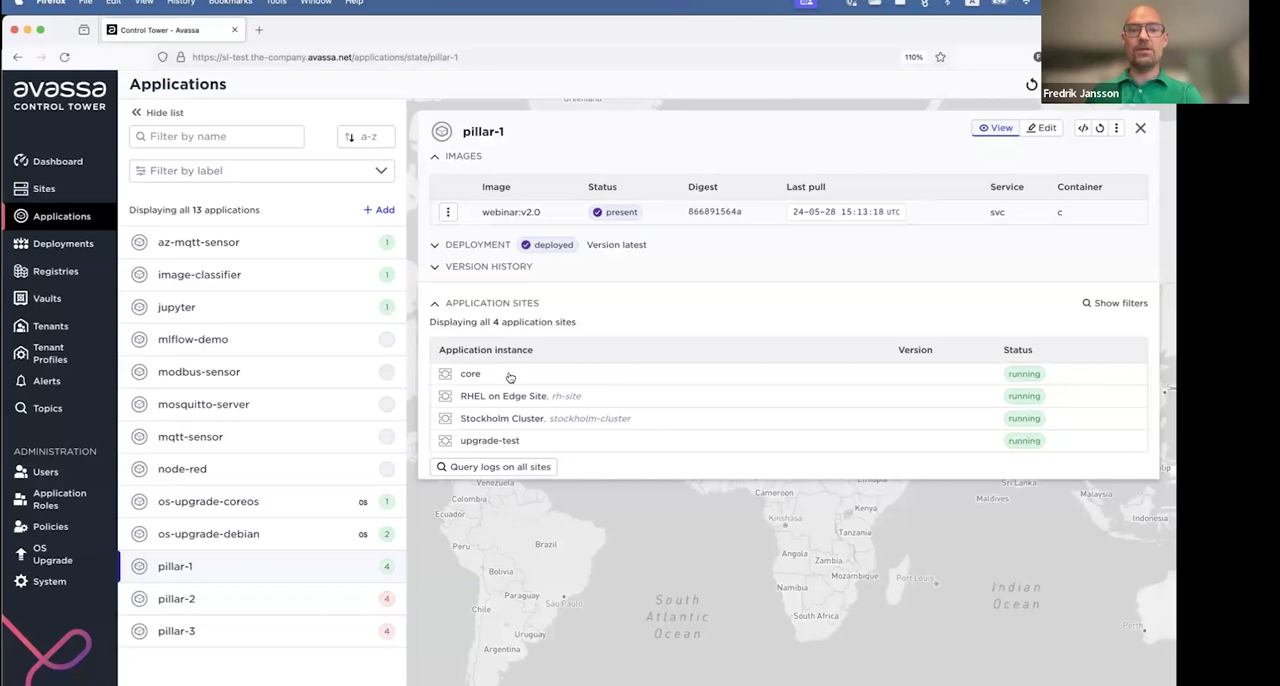 Firefox File Edit View History Bookmarks Tools Window Help
Control Tower - Avassa
https://sl-test.the-company.avassa.net/applications/state/pillar-1
110%
Fredrik Jansson
avassa
CONTROL TOWER
Dashboard
Sites
Applications
Deployments
Registries
Vaults
Tenants
Tenant
Profiles
Alerts
Topics
ADMINISTRATION
Users
Application
Roles
Policies
OS
Upgrade
System
Applications
Hide list
Filter by name
a-z
Filter by label
Displaying all 13 applications
+ Add
az-mqtt-sensor 1
image-classifier 1
jupyter 1
mlflow-demo
modbus-sensor
mosquitto-server
mqtt-sensor
node-red
os-upgrade-coreos os 1
os-upgrade-debian os 2
pillar-1 4
pillar-2 4
pillar-3 4
pillar-1
View Edit
IMAGES
Image Status Digest Last pull Service Container
webinar:v2.0 present 866891564a 24-05-28 15:13:18 UTC svc c
DEPLOYMENT deployed Version latest
VERSION HISTORY
APPLICATION SITES
Show filters
Displaying all 4 application sites
Application instance Version Status
core running
RHEL on Edge Site, rh-site running
Stockholm Cluster, stockholm-cluster running
upgrade-test running
Query logs on all sites
Venezuela
Colombia
Ecuador
Peru
Brazil
Bolivia
Paraguay
São Paulo
Chile
Uruguay
Argentina
South
Atlantic
Ocean
Cameroon
Kenya
Kinshasa
Angola
Zambia
Mozambique
Namibia
South Africa
Port Louis
Indian
Ocean
Sri Lanka
Maldives
Malaysia
Indonesia
Perth